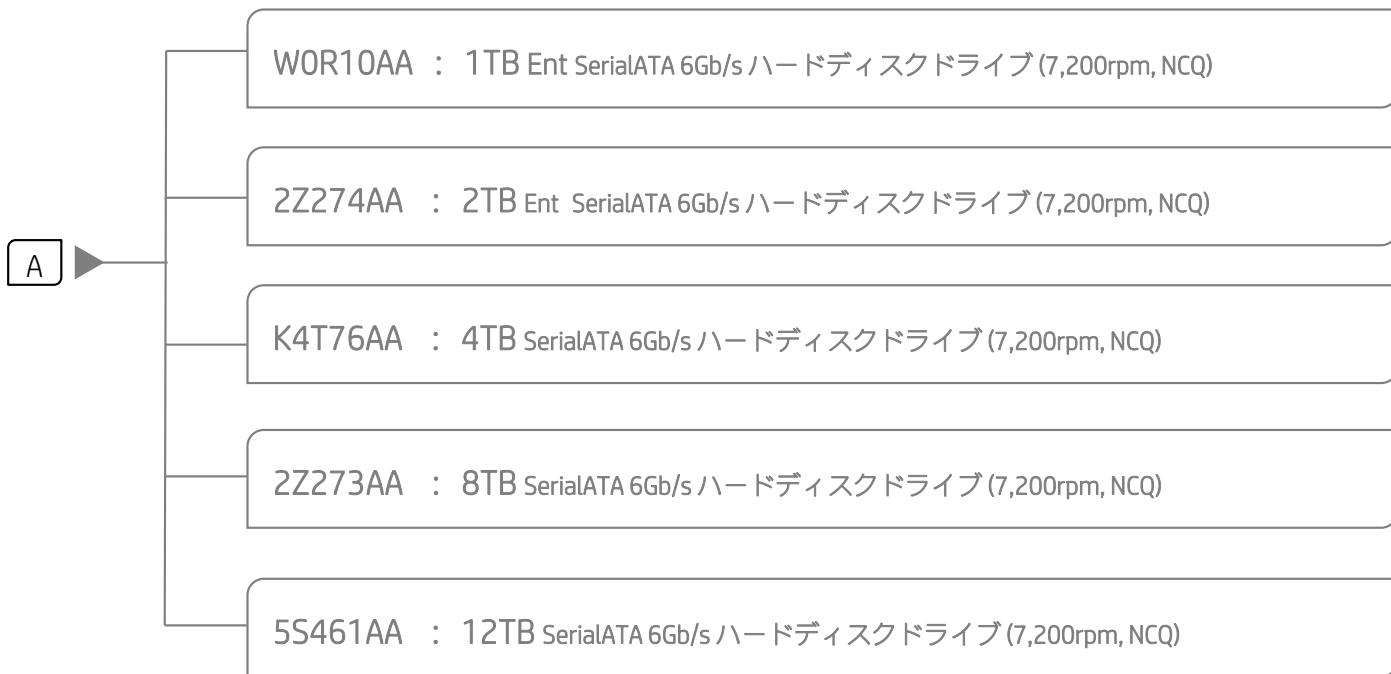 W0R10AA : 1TB Ent SerialATA 6Gb/s ハードディスクドライブ (7,200rpm, NCQ)
2Z274AA : 2TB Ent SerialATA 6Gb/s ハードディスクドライブ (7,200rpm, NCQ)
A
K4T76AA : 4TB SerialATA 6Gb/s ハードディスクドライブ (7,200rpm, NCQ)
2Z273AA : 8TB SerialATA 6Gb/s ハードディスクドライブ (7,200rpm, NCQ)
5S461AA : 12TB SerialATA 6Gb/s ハードディスクドライブ (7,200rpm, NCQ)